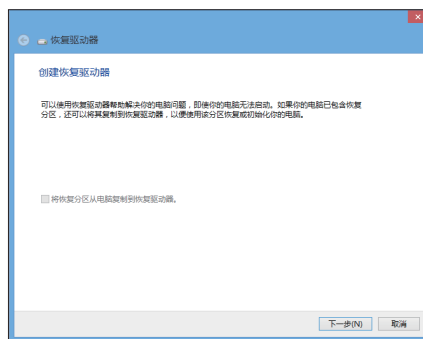 恢复驱动器
创建恢复驱动器
可以使用恢复驱动器帮助解决你的电脑问题，即使你的电脑无法启动。如果你的电脑已包含恢复
分区，还可以将其复制到恢复驱动器，以便使用该分区恢复或初始化你的电脑。
将恢复分区从电脑复制到恢复驱动器。
下一步(N) 取消